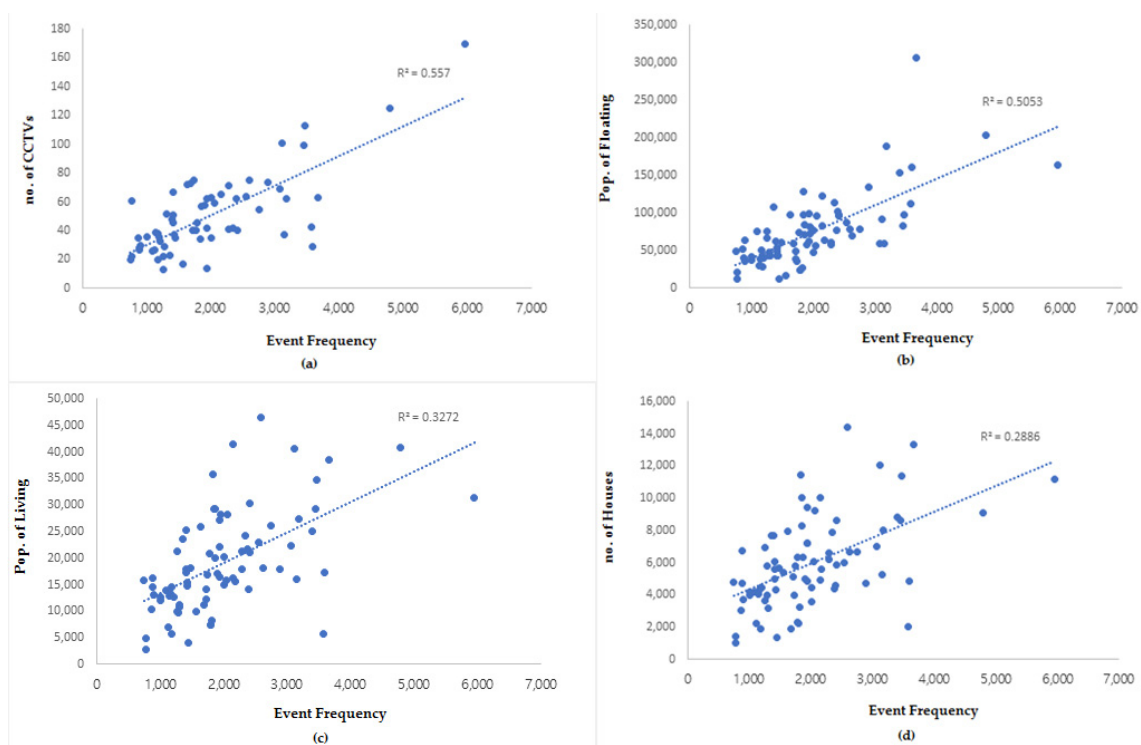 180
160
140
120
100
80
60
40
20
0
no. of CCTVs
R² = 0.557
0 1,000 2,000 3,000 4,000 5,000 6,000 7,000
Event Frequency
(a)
350,000
300,000
250,000
200,000
150,000
100,000
50,000
0
Pop. of Floating
R² = 0.5053
0 1,000 2,000 3,000 4,000 5,000 6,000 7,000
Event Frequency
(b)
50,000
45,000
40,000
35,000
30,000
25,000
20,000
15,000
10,000
5,000
0
Pop. of Living
R² = 0.3272
0 1,000 2,000 3,000 4,000 5,000 6,000 7,000
Event Frequency
(c)
16,000
14,000
12,000
10,000
8,000
6,000
4,000
2,000
0
no. of Houses
R² = 0.2886
0 1,000 2,000 3,000 4,000 5,000 6,000 7,000
Event Frequency
(d)